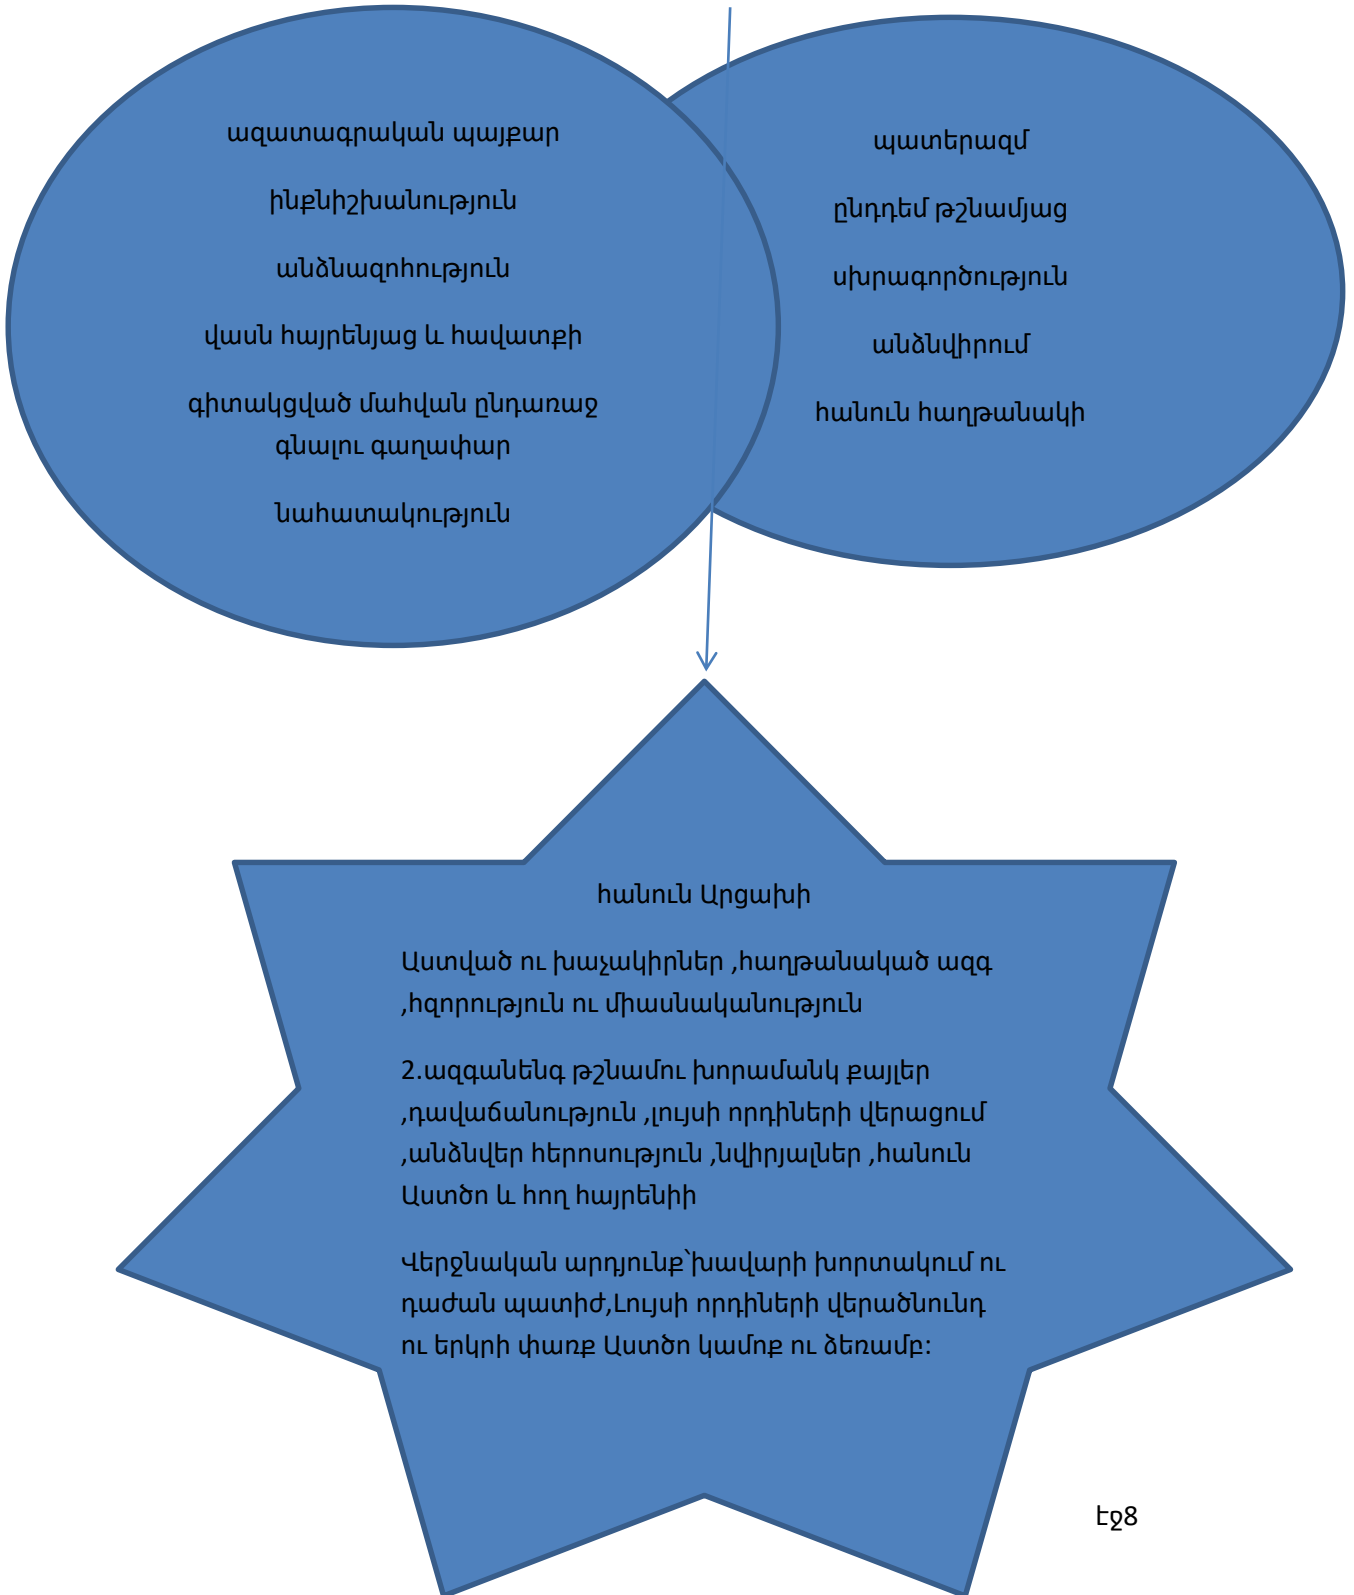 ազատագրական պայքար
ինքնիշխանություն
անձնազոհություն
վասն հայրենյաց և հավատքի
գիտակցված մահվան ընդառաջ
գնալու գաղափար
նահատակություն
պատերազմ
ընդդեմ թշնամյաց
սխրագործություն
անձնվիրում
հանուն հաղթանակի
հանուն Արցախի
Աստված ու խաչակիրներ ,հաղթանակած ազգ
,հզորություն ու միասնականություն
2.ազգանենգ թշնամու խորամանկ քայլեր
,դավաճանություն ,լույսի որդիների վերացում
,անձնվեր հերոսություն ,նվիրյալներ ,հանուն
Աստծո և հող հայրենիի
Վերջնական արդյունք՝խավարի խորտակում ու
դաժան պատիժ,Լույսի որդիների վերածնունդ
ու երկրի փառք Աստծո կամոք ու ձեռամբ:
էջ8